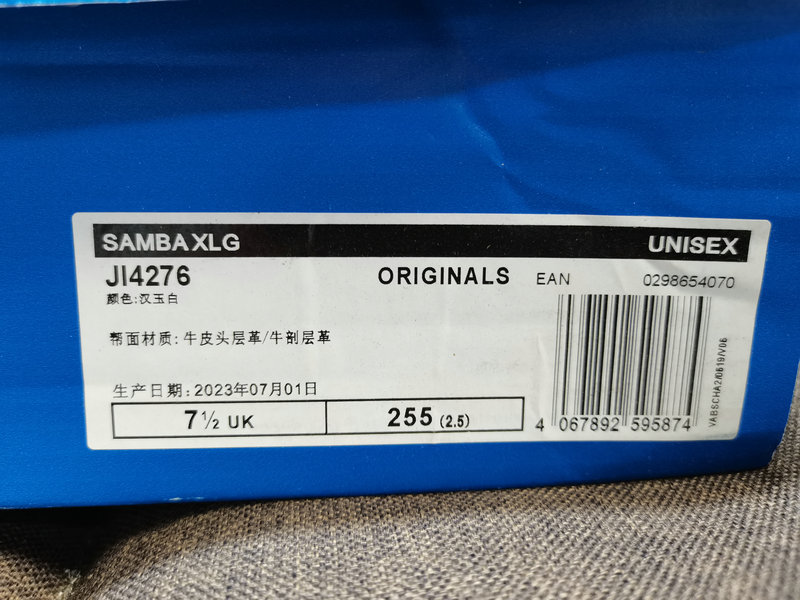 SAMBA XLG UNISEX
JI4276 ORIGINALS EAN 0298654070
颜色:汉玉白
帮面材质:牛皮头层革/牛剖层革
生产日期:2023年07月01日
7½ UK 255 (2.5)
4 067892 595874
YABSCHA2/0619/V06